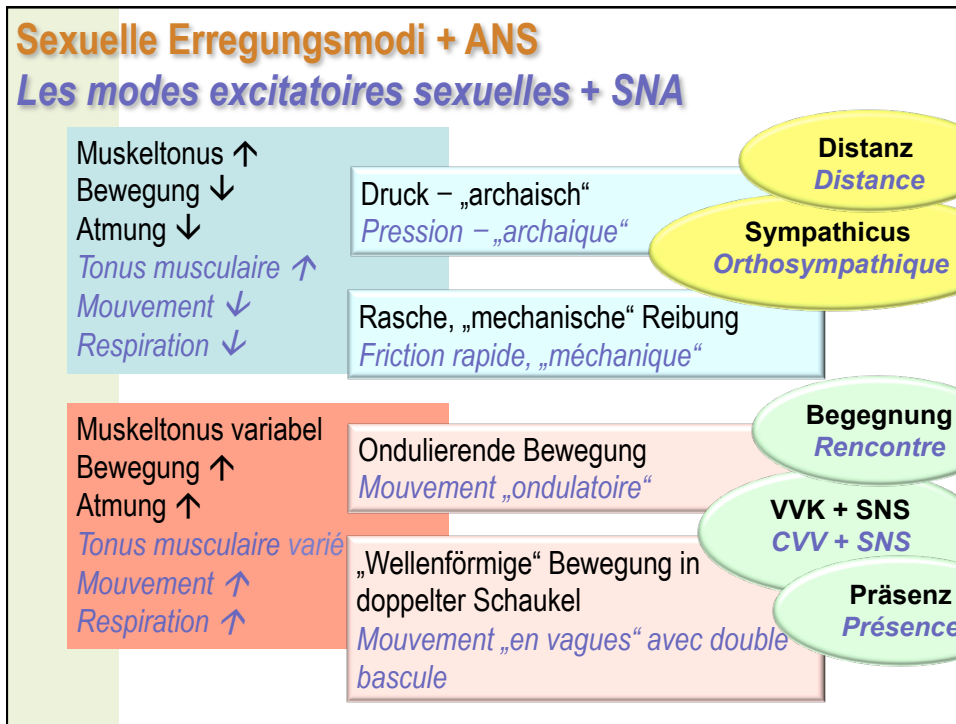 Sexuelle Erregungsmodi + ANS
Les modes excitatoires sexuelles + SNA
Muskeltonus ↑
Bewegung ↓
Atmung ↓
Tonus musculaire ↑
Mouvement ↓
Respiration ↓
Druck – „archaisch“
Pression – „archaique“
Rasche, „mechanische“ Reibung
Friction rapide, „méchanique“
Distanz
Distance
Sympathicus
Orthosympathique
Muskeltonus variabel
Bewegung ↑
Atmung ↑
Tonus musculaire varié
Mouvement ↑
Respiration ↑
Ondulierende Bewegung
Mouvement „ondulatoire“
„Wellenförmige“ Bewegung in
doppelter Schaukel
Mouvement „en vagues“ avec double
bascule
Begegnung
Rencontre
VVK + SNS
CVV + SNS
Präsenz
Présence